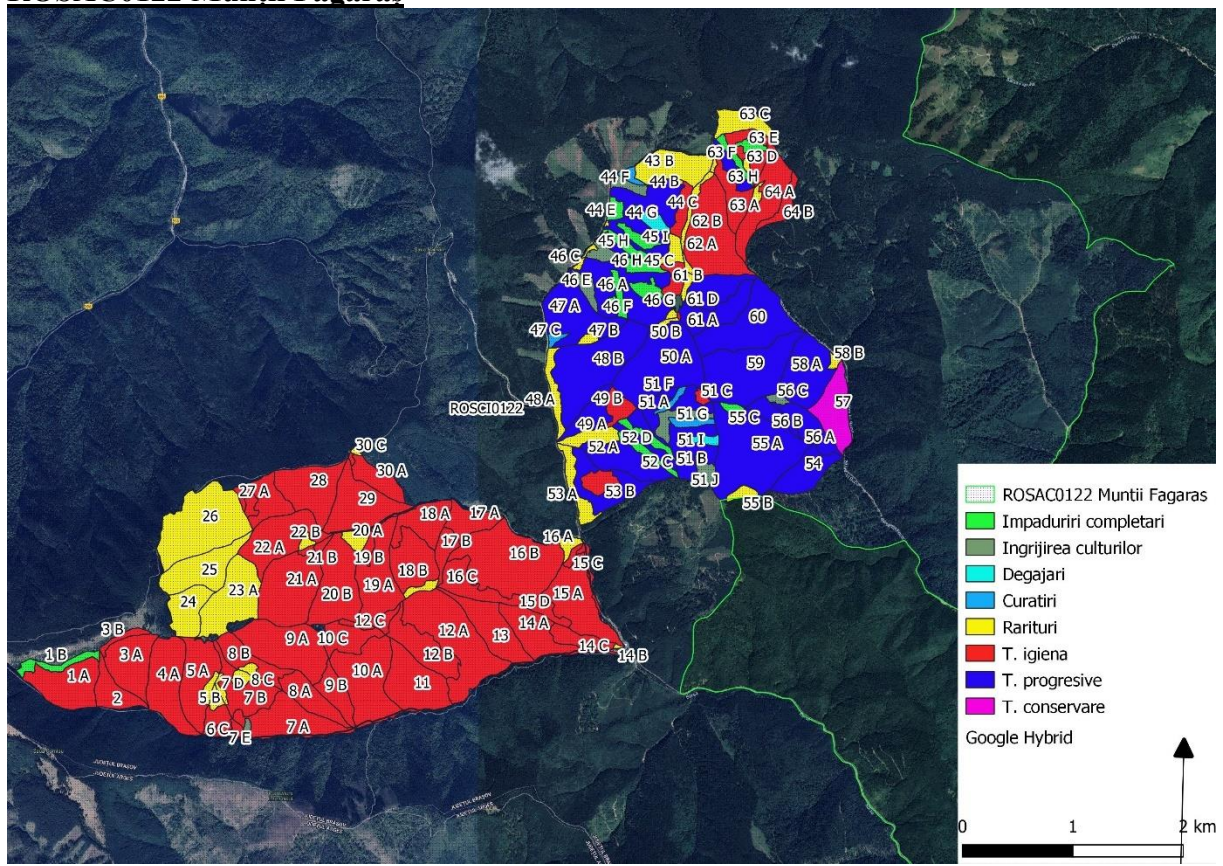 ROSAC0122 Munții Făgăraș
63 C
63 E
63 F
63 D
43 B
63 H
44 F
44 B
64 A
44 C
63 A
64 B
44 E
44 G
62 B
45 I
45 H
62 A
46 C
46 H
45 C
46 E
61 B
46 A
46 G
61 D
47 A
46 F
61 A
60
47 C
47 B
50 B
48 B
50 A
59
58 A
58 B
51 F
48 A
49 B
51 A
51 C
56 C
57
ROSCI0122
51 G
55 C
56 B
49 A
52 D
51 I
55 A
56 A
52 A
51 B
54
52 C
51 J
53 A
53 B
55 B
30 C
30 A
27 A
28
29
26
18 A
17 A
22 B
20 A
16 A
22 A
21 B
19 B
17 B
16 B
15 C
25
21 A
18 B
16 C
23 A
20 B
19 A
15 A
24
15 D
12 C
14 A
3 B
9 A
10 C
12 A
13
14 C
1 B
3 A
8 B
12 B
14 B
1 A
4 A
5 A
7 D
8 C
10 A
2
5 B
7 B
8 A
9 B
11
6 C
7 A
7 E
JUDETUL BRASOV
JUDETUL ARGES
ROSAC0122 Muntii Fagaras
Impaduriri completari
Ingrijirea culturilor
Degajari
Curatiri
Rarituri
T. igiena
T. progresive
T. conservare
Google Hybrid
0 1 2 km